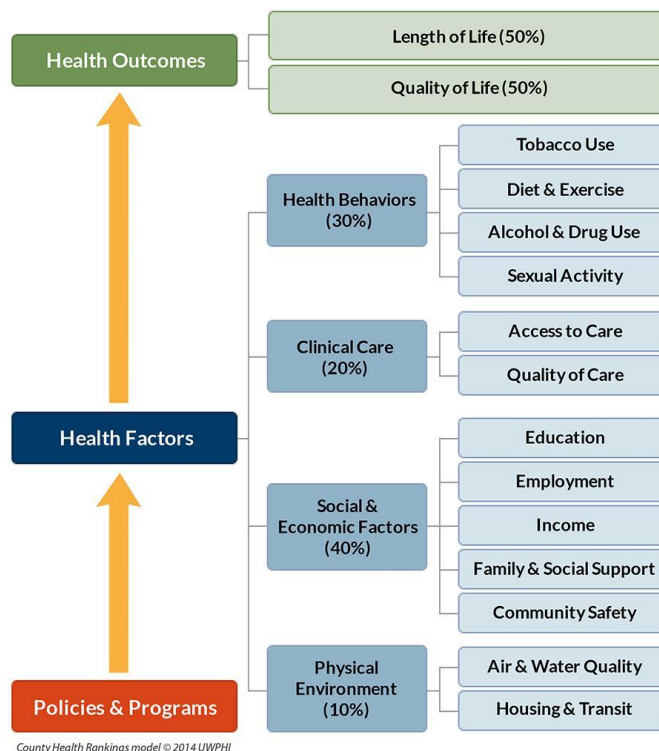 Health Outcomes
Length of Life (50%)
Quality of Life (50%)
Health Factors
Health Behaviors
(30%)
Tobacco Use
Diet & Exercise
Alcohol & Drug Use
Sexual Activity
Clinical Care
(20%)
Access to Care
Quality of Care
Social &
Economic Factors
(40%)
Education
Employment
Income
Family & Social Support
Community Safety
Physical
Environment
(10%)
Air & Water Quality
Housing & Transit
Policies & Programs
County Health Rankings model © 2014 UWPHI